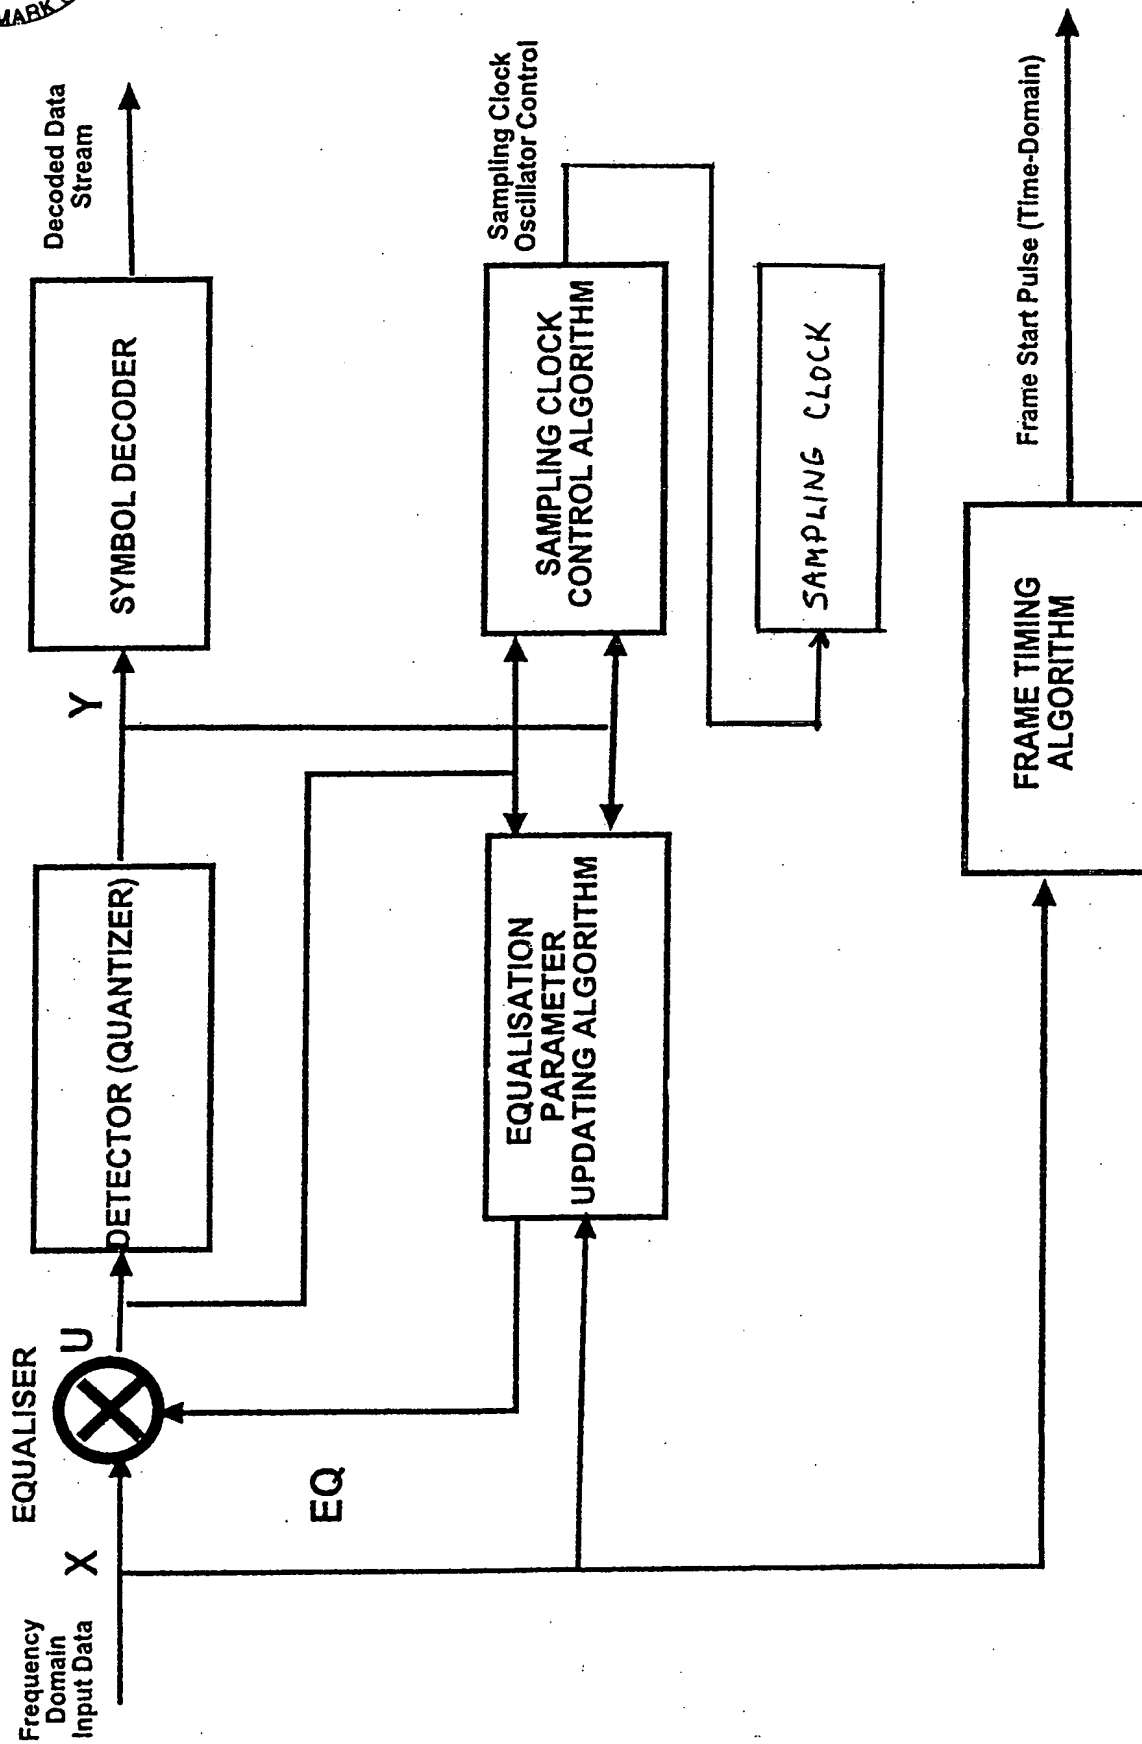 MARK
Frequency
Domain
Input Data
X
EQUALISER
U
DETECTOR (QUANTIZER)
Y
SYMBOL DECODER
Decoded Data
Stream
EQ
EQUALISATION
PARAMETER
UPDATING ALGORITHM
SAMPLING CLOCK
CONTROL ALGORITHM
Sampling Clock
Oscillator Control
SAMPLING CLOCK
FRAME TIMING
ALGORITHM
Frame Start Pulse (Time-Domain)